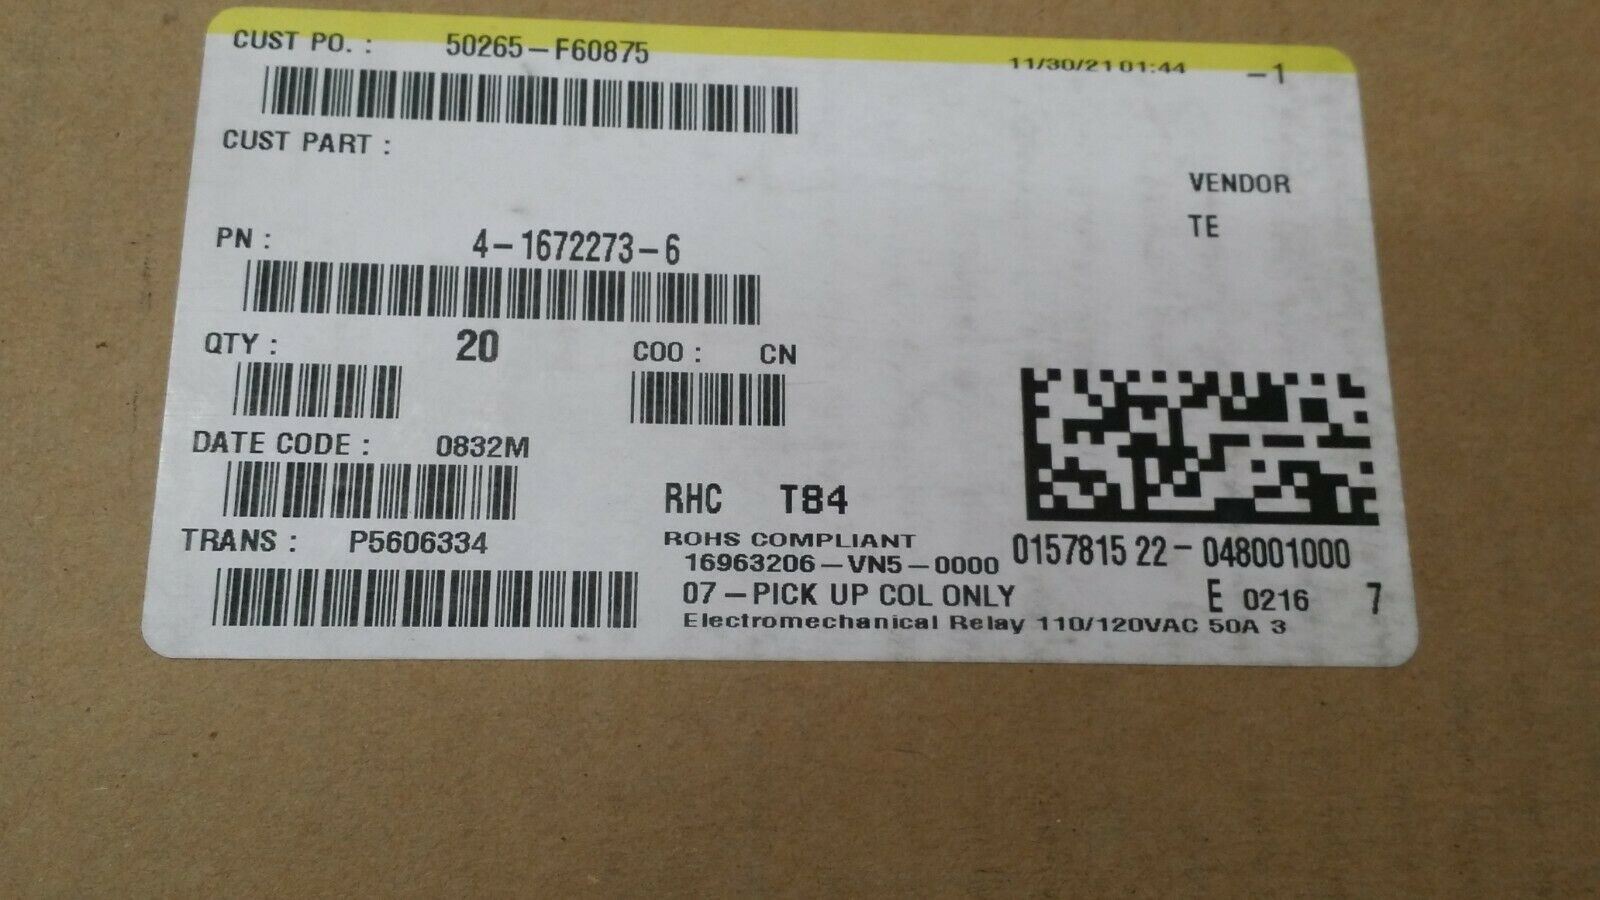 CUST PO. : 50265-F60875
11/30/21 01:44 -1
CUST PART :
VENDOR
TE
PN : 4-1672273-6
QTY : 20 COO : CN
DATE CODE : 0832M
RHC T84
TRANS : P5606334
ROHS COMPLIANT
16963206-VN5-0000 0157815 22- 048001000
07-PICK UP COL ONLY E 0216 7
Electromechanical Relay 110/120VAC 50A 3